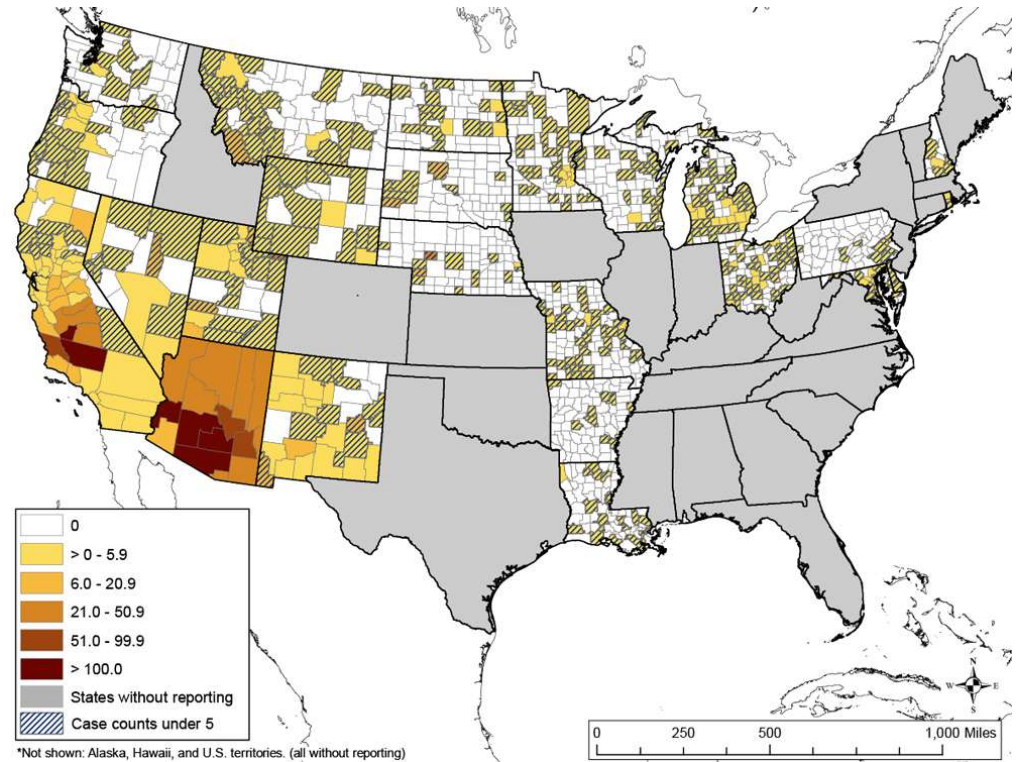 0
> 0 - 5.9
6.0 - 20.9
21.0 - 50.9
51.0 - 99.9
> 100.0
States without reporting
Case counts under 5
*Not shown: Alaska, Hawaii, and U.S. territories. (all without reporting)
N
W E
S
0 250 500 1,000 Miles